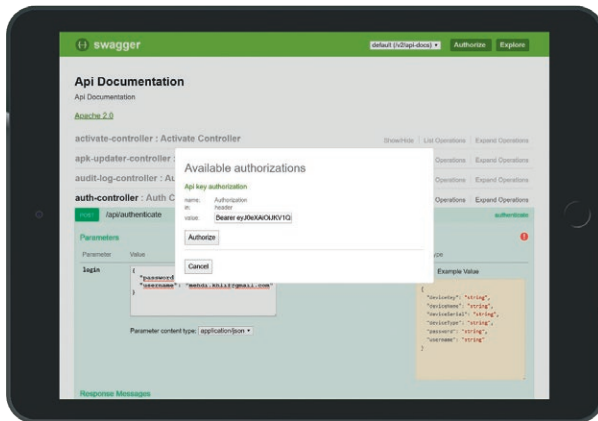 swagger
default (/v2/api-docs)
Authorize
Explore
Api Documentation
Api Documentation
Apache 2.0
activate-controller : Activate Controller
Show/Hide
List Operations
Expand Operations
apk-updater-controller :
Operations
Expand Operations
audit-log-controller : Au
Operations
Expand Operations
auth-controller : Auth C
Operations
Expand Operations
POST
/api/authenticate
authenticate
Available authorizations
Api key authorization
name: Authorization
in: header
value: Bearer eyJ0eXAiOiJKV1Q
Authorize
Cancel
Parameters
Parameter
Value
ype
login
{
"password
"username":
}
Example Value
{
"deviceKey": "string",
"deviceName": "string",
"deviceSerial": "string",
"deviceType": "string",
"password": "string",
"username": "string"
}
Parameter content type:
application/json
Response Messages